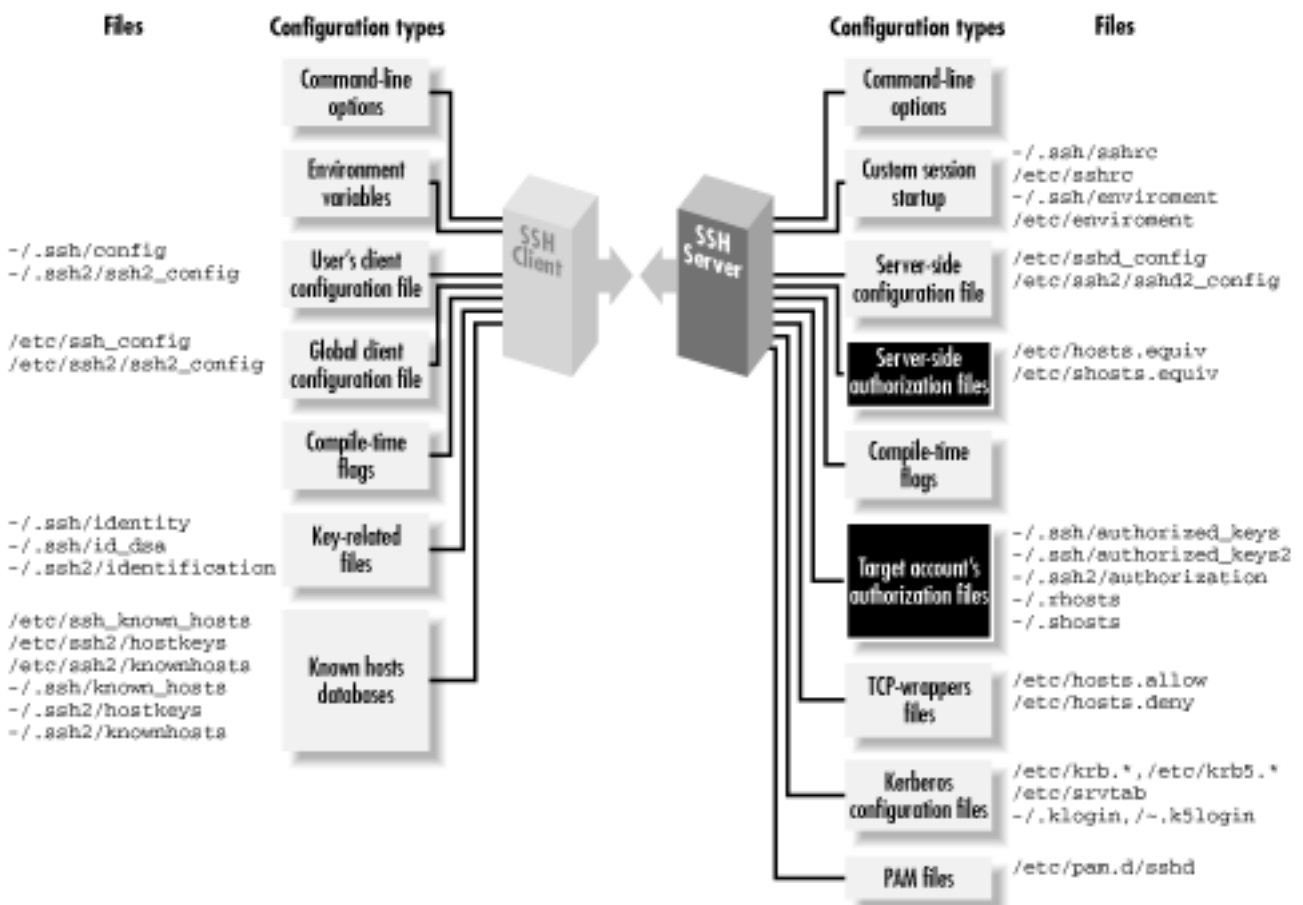 Files
Configuration types
Command-line
options
Environment
variables
-/.ssh/config
-/.ssh2/ssh2_config
User's client
configuration file
/etc/ssh_config
/etc/ssh2/ssh2_config
Global client
configuration file
Compile-time
flags
-/.ssh/identity
-/.ssh/id_dsa
-/.ssh2/identification
Key-related
files
/etc/ssh_known_hosts
/etc/ssh2/hostkeys
/etc/ssh2/knownhosts
-/.ssh/known_hosts
-/.ssh2/hostkeys
-/.ssh2/knownhosts
Known hosts
databases
SSH
Client
SSH
Server
Configuration types
Files
Command-line
options
Custom session
startup
-/.ssh/sshrc
/etc/sshrc
-/.ssh/enviroment
/etc/enviroment
Server-side
configuration file
/etc/sshd_config
/etc/ssh2/sshd2_config
Server-side
authorization files
/etc/hosts.equiv
/etc/shosts.equiv
Compile-time
flags
Target account's
authorization files
-/.ssh/authorized_keys
-/.ssh/authorized_keys2
-/.ssh2/authorization
-/.rhosts
-/.shosts
TCP-wrappers
files
/etc/hosts.allow
/etc/hosts.deny
Kerberos
configuration files
/etc/krb.*,/etc/krb5.*
/etc/srvtab
-/.klogin,/~.k5login
PAM files
/etc/pam.d/sshd